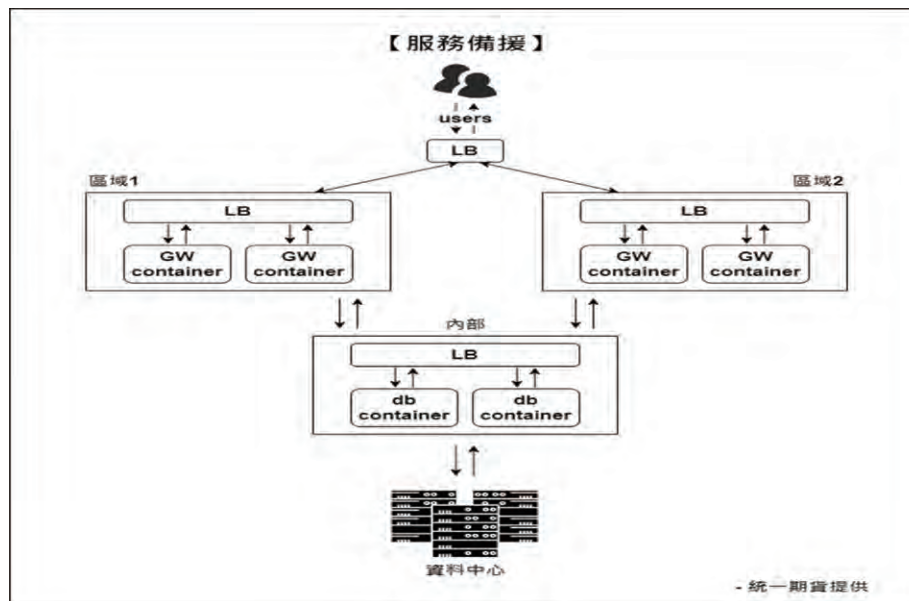 【服務備援】
users
LB
區域1
區域2
LB
LB
GW
container
GW
container
GW
container
GW
container
內部
LB
db
container
db
container
資料中心
- 統一期貨提供